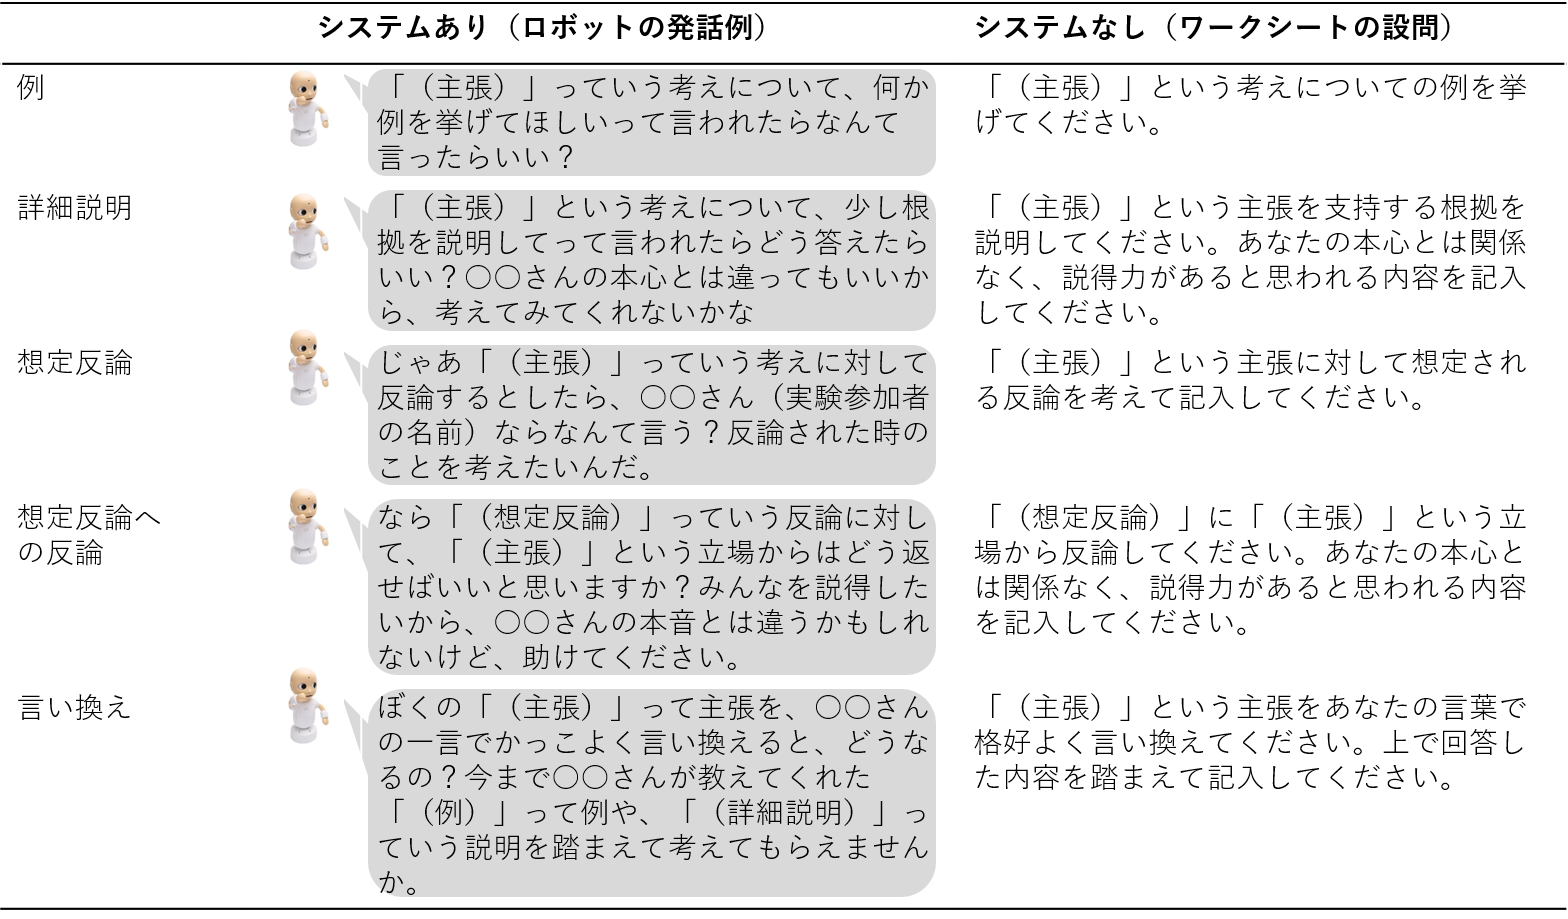 システムあり（ロボットの発話例）
システムなし（ワークシートの設問）
例
「（主張）」っていう考えについて、何か
例を挙げてほしいって言われたらなんて
言ったらいい？
「（主張）」という考えについての例を挙
げてください。
詳細説明
「（主張）」という考えについて、少し根
拠を説明してって言われたらどう答えたら
いい？〇〇さんの本心とは違ってもいいか
ら、考えてみてくれないかな
「（主張）」という主張を支持する根拠を
説明してください。あなたの本心とは関係
なく、説得力があると思われる内容を記入
してください。
想定反論
じゃあ「（主張）」っていう考えに対して
反論するとしたら、〇〇さん（実験参加者
の名前）ならなんて言う？反論された時の
ことを考えたいんだ。
「（主張）」という主張に対して想定され
る反論を考えて記入してください。
想定反論へ
の反論
なら「（想定反論）」っていう反論に対し
て、「（主張）」という立場からはどう返
せばいいと思いますか？みんなを説得した
いから、〇〇さんの本音とは違うかもしれ
ないけど、助けてください。
「（想定反論）」に「（主張）」という立
場から反論してください。あなたの本心と
は関係なく、説得力があると思われる内容
を記入してください。
言い換え
ぼくの「（主張）」って主張を、〇〇さん
の一言でかっこよく言い換えると、どうな
るの？今まで〇〇さんが教えてくれた
「（例）」って例や、「（詳細説明）」っ
ていう説明を踏まえて考えてもらえません
か。
「（主張）」という主張をあなたの言葉で
格好よく言い換えてください。上で回答し
た内容を踏まえて記入してください。